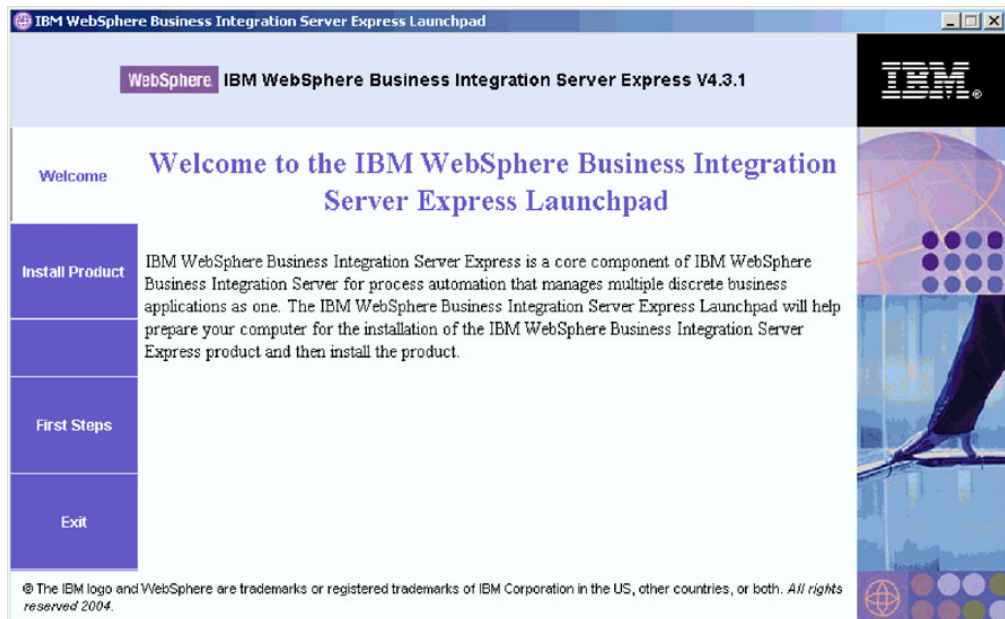 IBM WebSphere Business Integration Server Express Launchpad
WebSphere. IBM WebSphere Business Integration Server Express V4.3.1
IBM®
Welcome
Welcome to the IBM WebSphere Business Integration
Server Express Launchpad
Install Product
IBM WebSphere Business Integration Server Express is a core component of IBM WebSphere
Business Integration Server for process automation that manages multiple discrete business
applications as one. The IBM WebSphere Business Integration Server Express Launchpad will help
prepare your computer for the installation of the IBM WebSphere Business Integration Server
Express product and then install the product.
First Steps
Exit
® The IBM logo and WebSphere are trademarks or registered trademarks of IBM Corporation in the US, other countries, or both. All rights
reserved 2004.